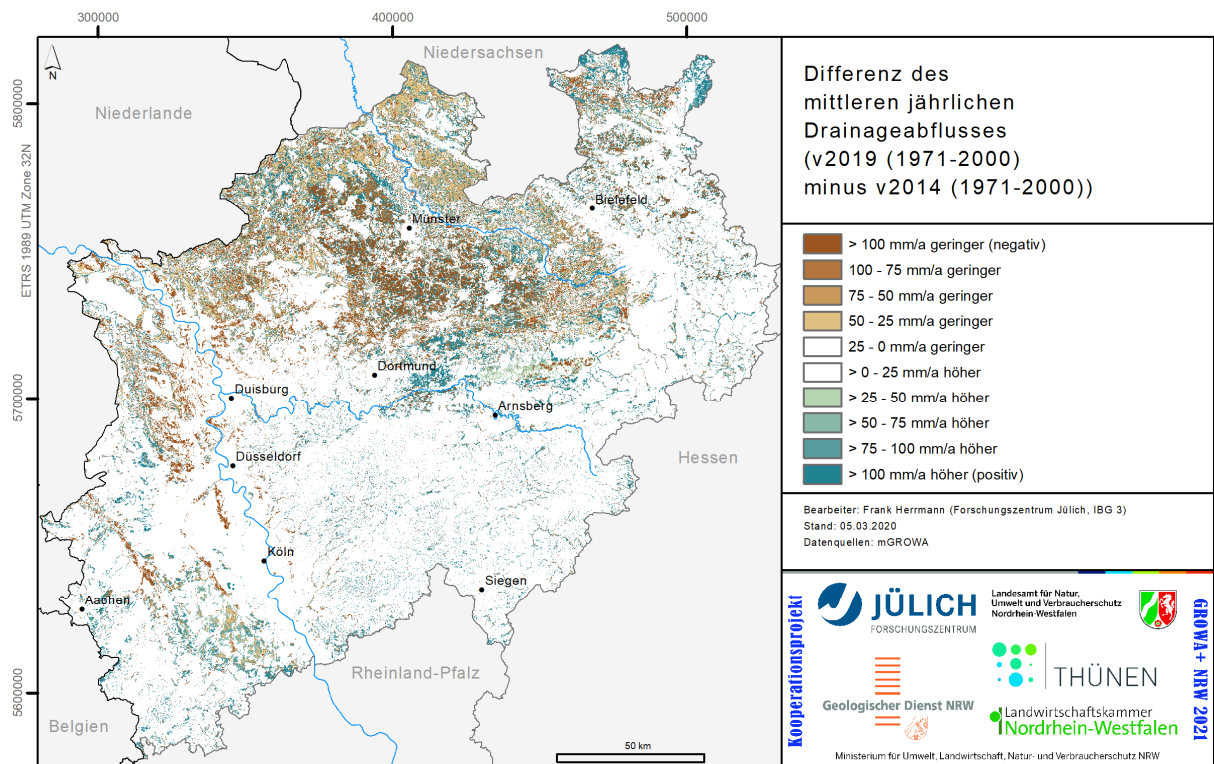 300000
400000
500000
5800000
5700000
5600000
ETRS 1989 UTM Zone 32N
N
Niedersachsen
Niederlande
Bielefeld
Münster
Dortmund
Duisburg
Arnsberg
Düsseldorf
Hessen
Köln
Siegen
Aachen
Rheinland-Pfalz
Belgien
50 km
Differenz des
mittleren jährlichen
Drainageabflusses
(v2019 (1971-2000)
minus v2014 (1971-2000))
> 100 mm/a geringer (negativ)
100 - 75 mm/a geringer
75 - 50 mm/a geringer
50 - 25 mm/a geringer
25 - 0 mm/a geringer
> 0 - 25 mm/a höher
> 25 - 50 mm/a höher
> 50 - 75 mm/a höher
> 75 - 100 mm/a höher
> 100 mm/a höher (positiv)
Bearbeiter: Frank Herrmann (Forschungszentrum Jülich, IBG 3)
Stand: 05.03.2020
Datenquellen: mGROWA
Kooperationsprojekt
JÜLICH
FORSCHUNGSZENTRUM
Landesamt für Natur,
Umwelt und Verbraucherschutz
Nordrhein-Westfalen
THÜNEN
Geologischer Dienst NRW
Landwirtschaftskammer
Nordrhein-Westfalen
GROWA+ NRW 2021
Ministerium für Umwelt, Landwirtschaft, Natur- und Verbraucherschutz NRW